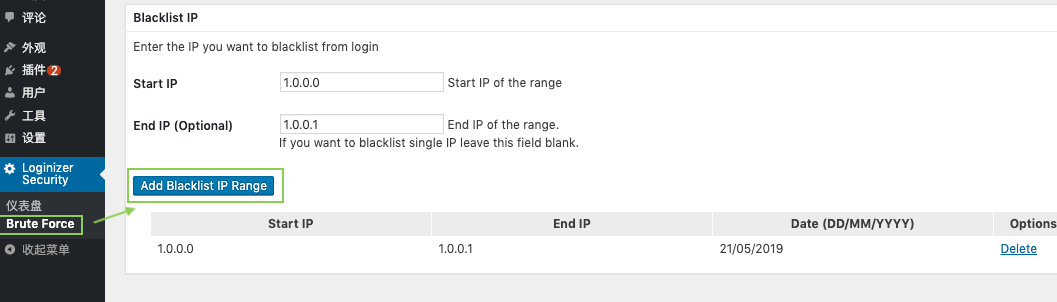 评论
外观
插件 2
用户
工具
设置
Loginizer
Security
仪表盘
Brute Force
收起菜单
Blacklist IP
Enter the IP you want to blacklist from login
Start IP 1.0.0.0 Start IP of the range
End IP (Optional) 1.0.0.1 End IP of the range.
If you want to blacklist single IP leave this field blank.
Add Blacklist IP Range
Start IP End IP Date (DD/MM/YYYY) Options
1.0.0.0 1.0.0.1 21/05/2019 Delete